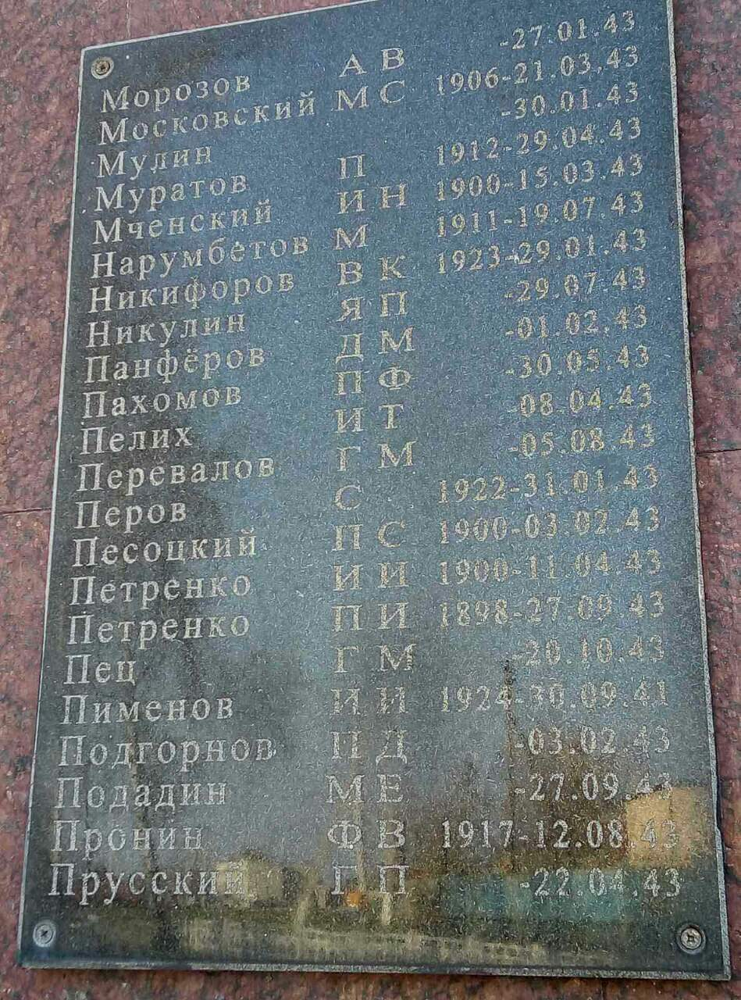 Морозов А В -27.01.43
Московский М С 1906-21.03.43
Мулин -30.01.43
Муратов П 1912-29.04.43
Мченский И Н 1900-15.03.43
Нарумбетов М 1911-19.07.43
Никифоров В К 1923-29.01.43
Никулин Я П -29.07.43
Панфёров Д М -01.02.43
Пахомов П Ф -30.05.43
Пелих И Т -08.04.43
Перевалов Г М -05.08.43
Перов С 1922-31.01.43
Песоцкий П С 1900-03.02.43
Петренко И И 1900-11.04.43
Петренко П И 1898-27.09.43
Пец Г М -20.10.43
Пименов И И 1924-30.09.41
Подгорнов П Д -03.02.43
Подадин М Е -27.09.43
Пронин Ф В 1917-12.08.43
Прусский Г П -22.04.43